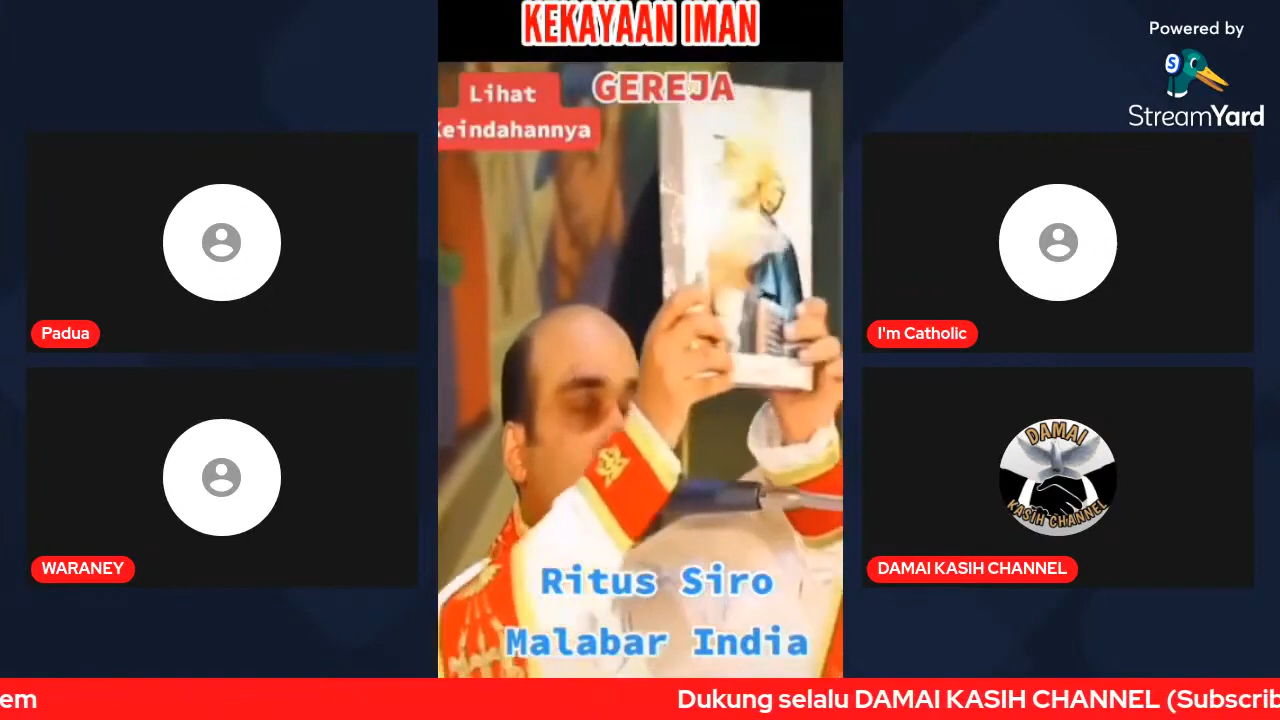 KEKAYAAN IMAN
Powered by
StreamYard
Lihat
GEREJA
Keindahannya
Padua
I'm Catholic
DAMAI
KASIH CHANNEL
WARANEY
DAMAI KASIH CHANNEL
Ritus Siro
Malabar India
em
Dukung selalu DAMAI KASIH CHANNEL (Subscrib